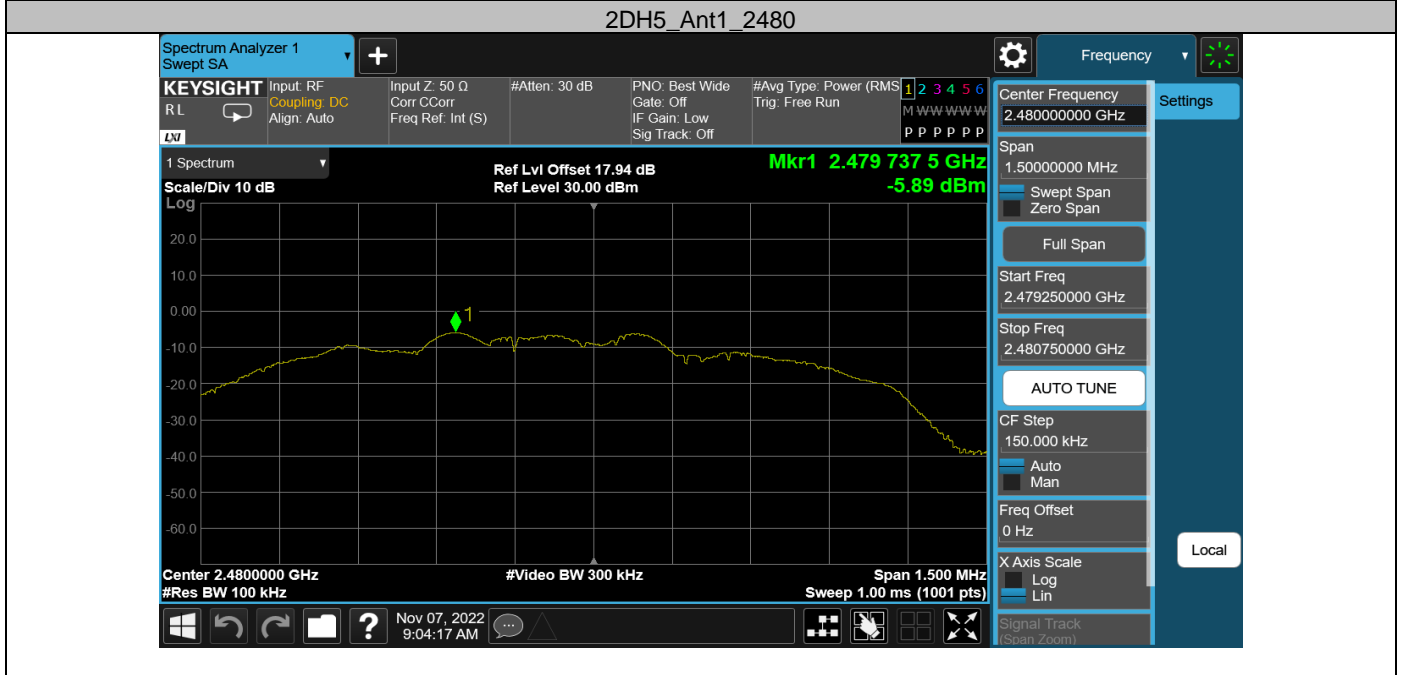 2DH5_Ant1_2480
Spectrum Analyzer 1
Swept SA
Frequency
KEYSIGHT
R L
LXI
Input: RF
Coupling: DC
Align: Auto
Input Z: 50 Ω
Corr CCorr
Freq Ref: Int (S)
#Atten: 30 dB
PNO: Best Wide
Gate: Off
IF Gain: Low
Sig Track: Off
#Avg Type: Power (RMS
Trig: Free Run
1 2 3 4 5 6
M W W W W W
P P P P P P
1 Spectrum
Scale/Div 10 dB
Log
Ref Lvl Offset 17.94 dB
Ref Level 30.00 dBm
Mkr1 2.479 737 5 GHz
-5.89 dBm
20.0
10.0
0.00
-10.0
-20.0
-30.0
-40.0
-50.0
-60.0
1
Center 2.4800000 GHz
#Res BW 100 kHz
#Video BW 300 kHz
Span 1.500 MHz
Sweep 1.00 ms (1001 pts)
Nov 07, 2022
9:04:17 AM
?
Center Frequency
2.480000000 GHz
Span
1.50000000 MHz
Swept Span
Zero Span
Full Span
Start Freq
2.479250000 GHz
Stop Freq
2.480750000 GHz
AUTO TUNE
CF Step
150.000 kHz
Auto
Man
Freq Offset
0 Hz
X Axis Scale
Log
Lin
Signal Track
(Span Zoom)
Settings
Local